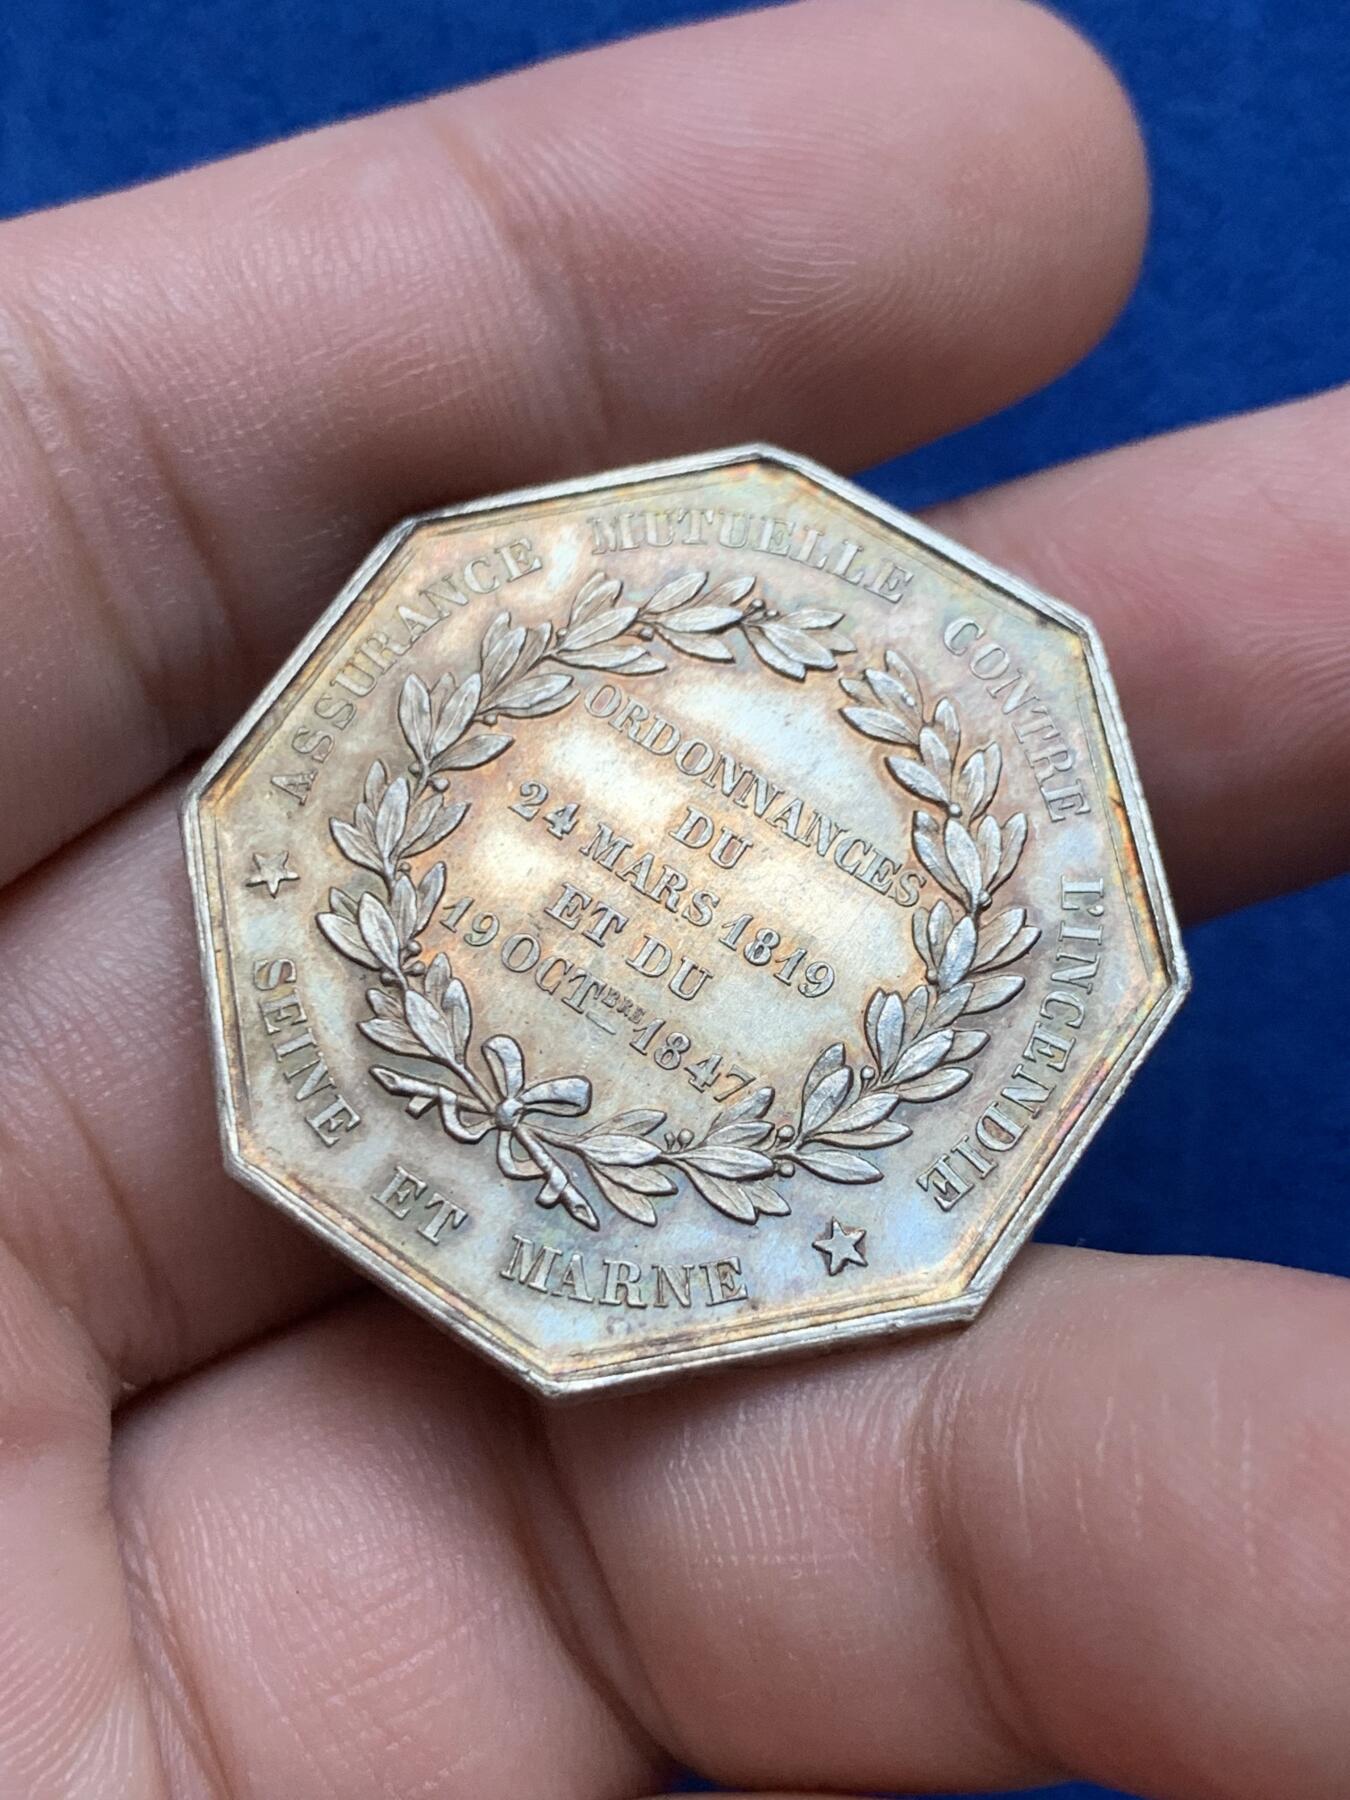 ASSURANCE MUTUELLE CONTRE L'INCENDIE
SEINE ET MARNE
ORDONNANCES
DU
24 MARS 1819
ET DU
19 OCTBRE 1847